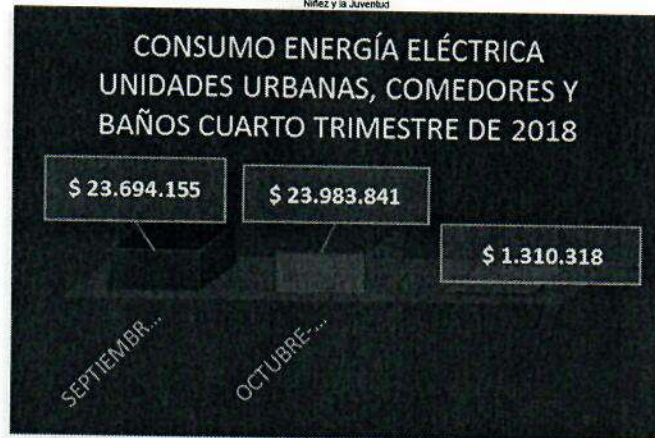 Niñez y la Juventud
CONSUMO ENERGÍA ELÉCTRICA
UNIDADES URBANAS, COMEDORES Y
BAÑOS CUARTO TRIMESTRE DE 2018
$ 23.694.155
$ 23.983.841
$ 1.310.318
SEPTIEMBR...
OCTUBRE-...